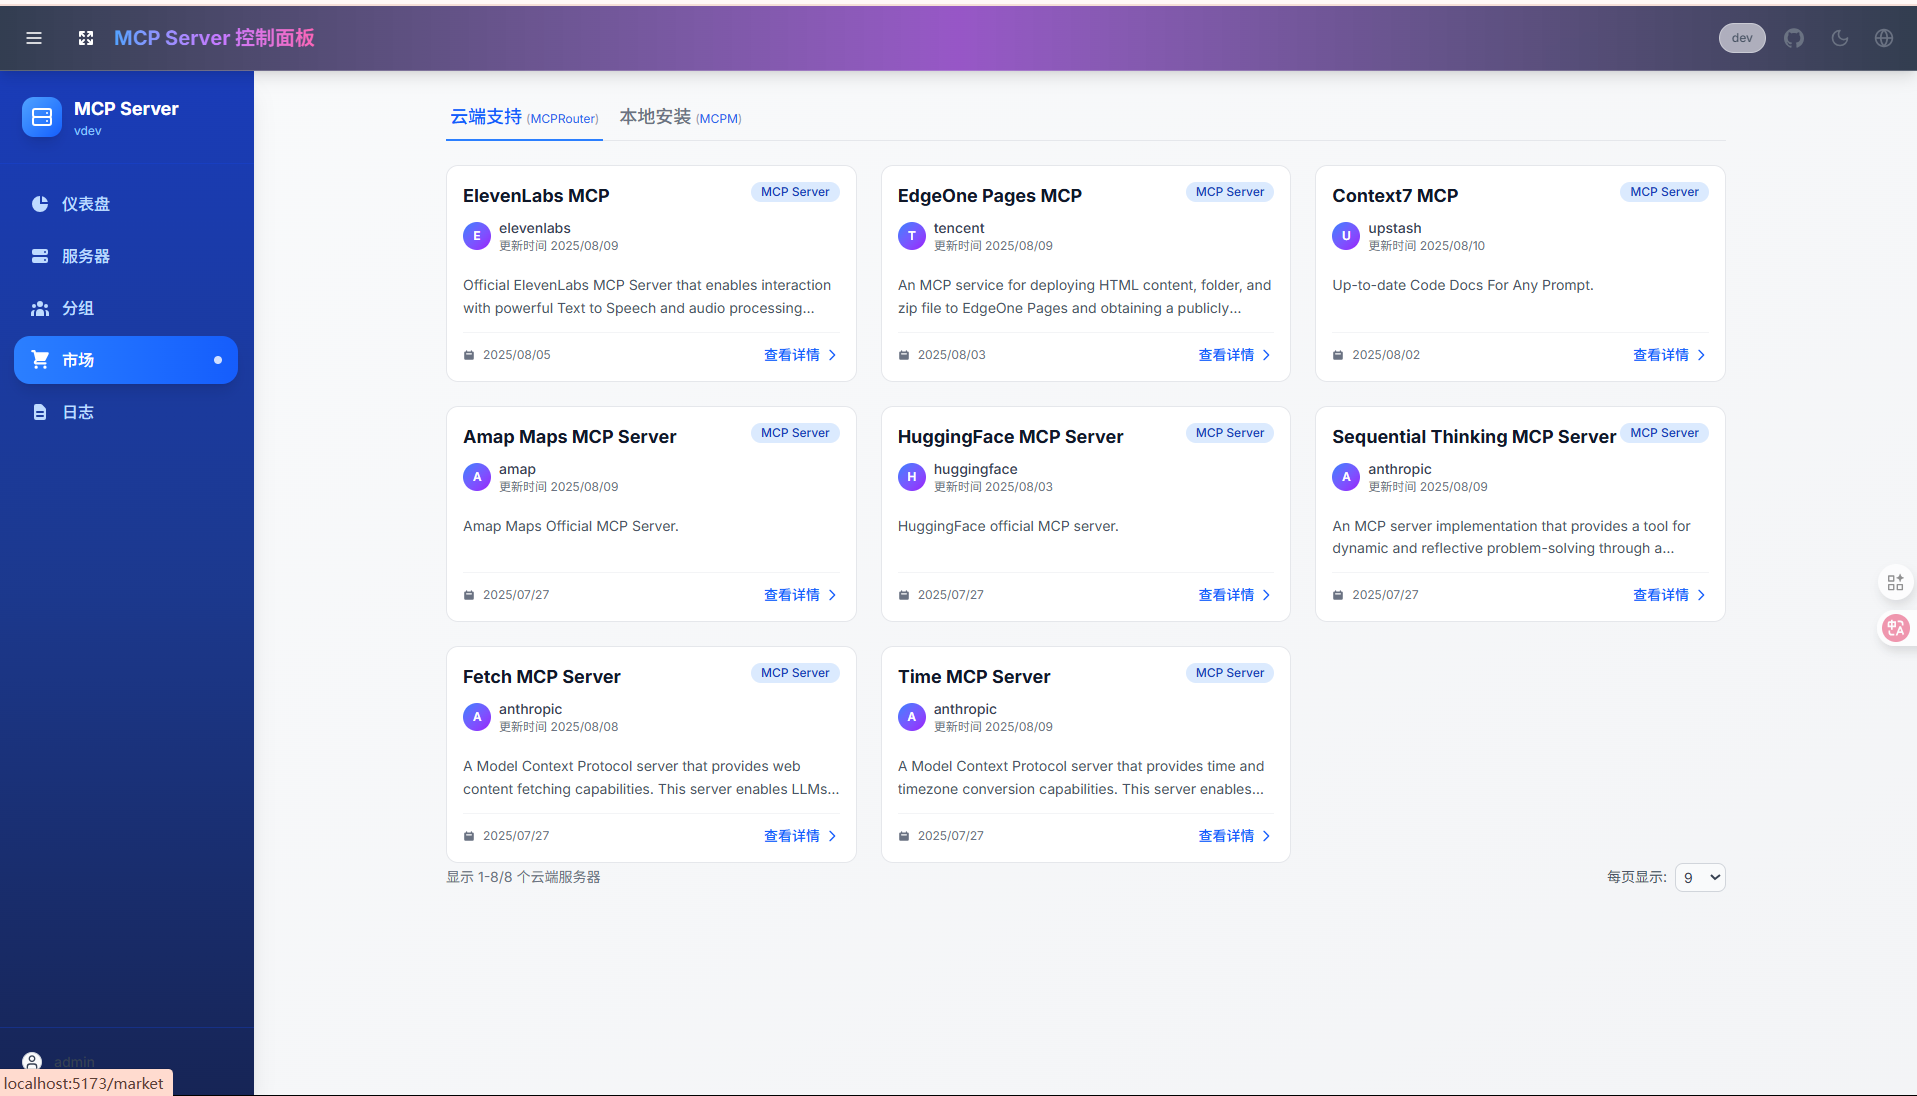 MCP Server 控制面板
dev
MCP Server
vdev
仪表盘
服务器
分组
市场
日志
admin
localhost:5173/market
云端支持 (MCPRouter)
本地安装 (MCPM)
ElevenLabs MCP
MCP Server
E
elevenlabs
更新时间 2025/08/09
Official ElevenLabs MCP Server that enables interaction
with powerful Text to Speech and audio processing...
2025/08/05
查看详情
EdgeOne Pages MCP
MCP Server
T
tencent
更新时间 2025/08/09
An MCP service for deploying HTML content, folder, and
zip file to EdgeOne Pages and obtaining a publicly...
2025/08/03
查看详情
Context7 MCP
MCP Server
U
upstash
更新时间 2025/08/10
Up-to-date Code Docs For Any Prompt.
2025/08/02
查看详情
Amap Maps MCP Server
MCP Server
A
amap
更新时间 2025/08/09
Amap Maps Official MCP Server.
2025/07/27
查看详情
HuggingFace MCP Server
MCP Server
H
huggingface
更新时间 2025/08/03
HuggingFace official MCP server.
2025/07/27
查看详情
Sequential Thinking MCP Server
MCP Server
A
anthropic
更新时间 2025/08/09
An MCP server implementation that provides a tool for
dynamic and reflective problem-solving through a...
2025/07/27
查看详情
Fetch MCP Server
MCP Server
A
anthropic
更新时间 2025/08/08
A Model Context Protocol server that provides web
content fetching capabilities. This server enables LLMs...
2025/07/27
查看详情
Time MCP Server
MCP Server
A
anthropic
更新时间 2025/08/09
A Model Context Protocol server that provides time and
timezone conversion capabilities. This server enables...
2025/07/27
查看详情
显示 1-8/8 个云端服务器
每页显示: 9
中A